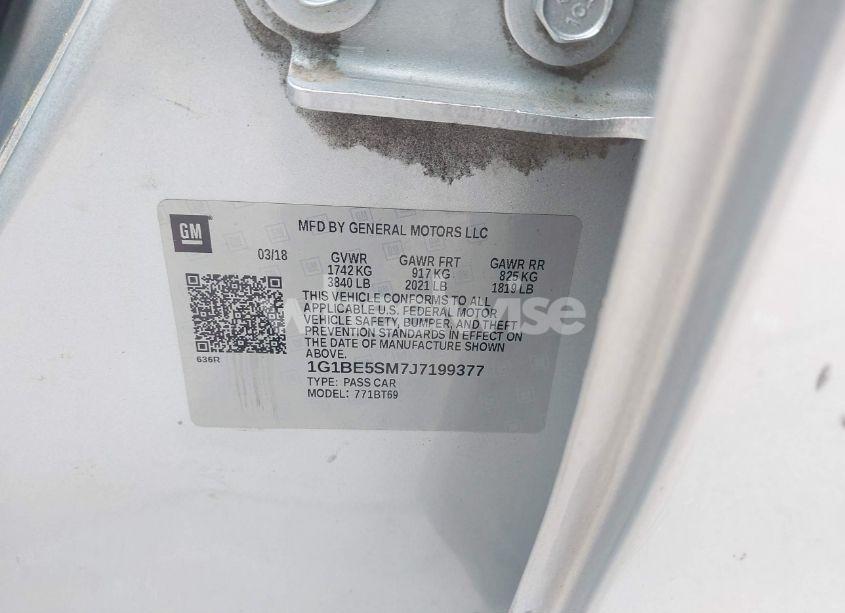 GM
MFD BY GENERAL MOTORS LLC
03/18
GVWR GAWR FRT GAWR RR
1742 KG 917 KG 825 KG
3840 LB 2021 LB 1819 LB
THIS VEHICLE CONFORMS TO ALL
APPLICABLE U.S. FEDERAL MOTOR
VEHICLE SAFETY, BUMPER, AND THEFT
PREVENTION STANDARDS IN EFFECT ON
THE DATE OF MANUFACTURE SHOWN
ABOVE.
636R
1G1BE5SM7J7199377
TYPE: PASS CAR
MODEL: 771BT69